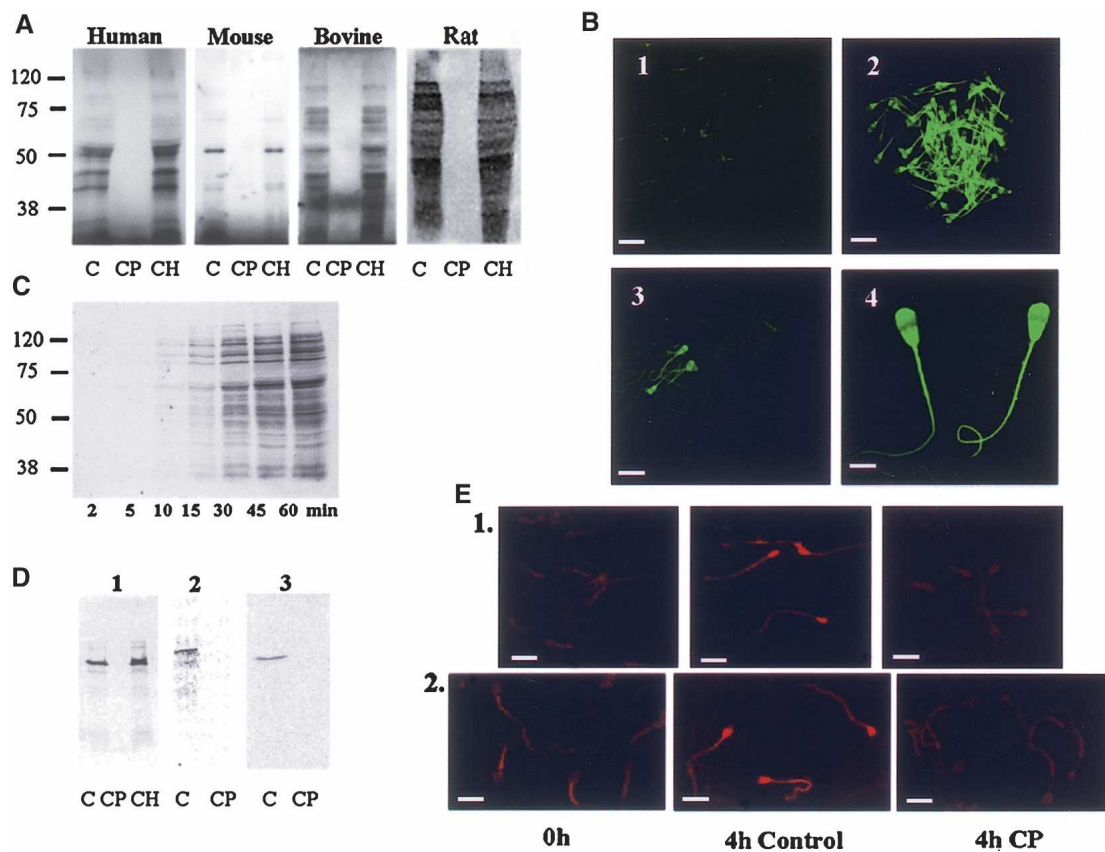 A
Human Mouse Bovine Rat
120
75
50
38
C CP CH C CP CH C CP CH C CP CH
B
1 2
3 4
C
120
75
50
38
2 5 10 15 30 45 60 min
D
1 2 3
C CP CH C CP C CP
E
1.
2.
0h 4h Control 4h CP